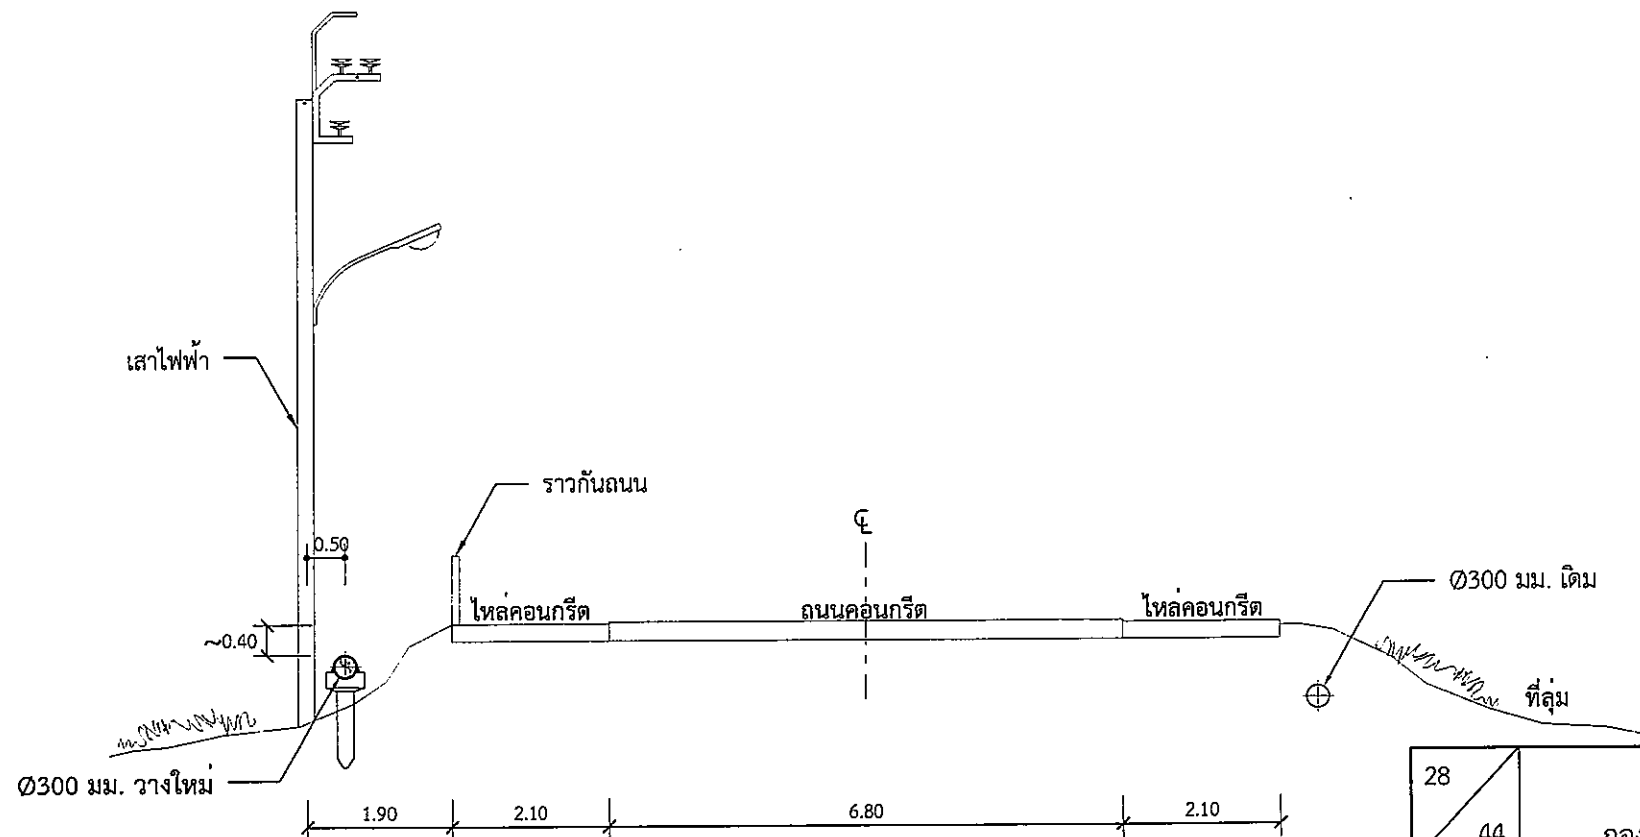 เสาไฟฟ้า
ราวกันถนน
0.50
℄
Ø300 มม. เดิม
ไหล่คอนกรีต
ถนนคอนกรีต
ไหล่คอนกรีต
~0.40
ที่ลุ่ม
Ø300 มม. วางใหม่
1.90
2.10
6.80
2.10
28
44